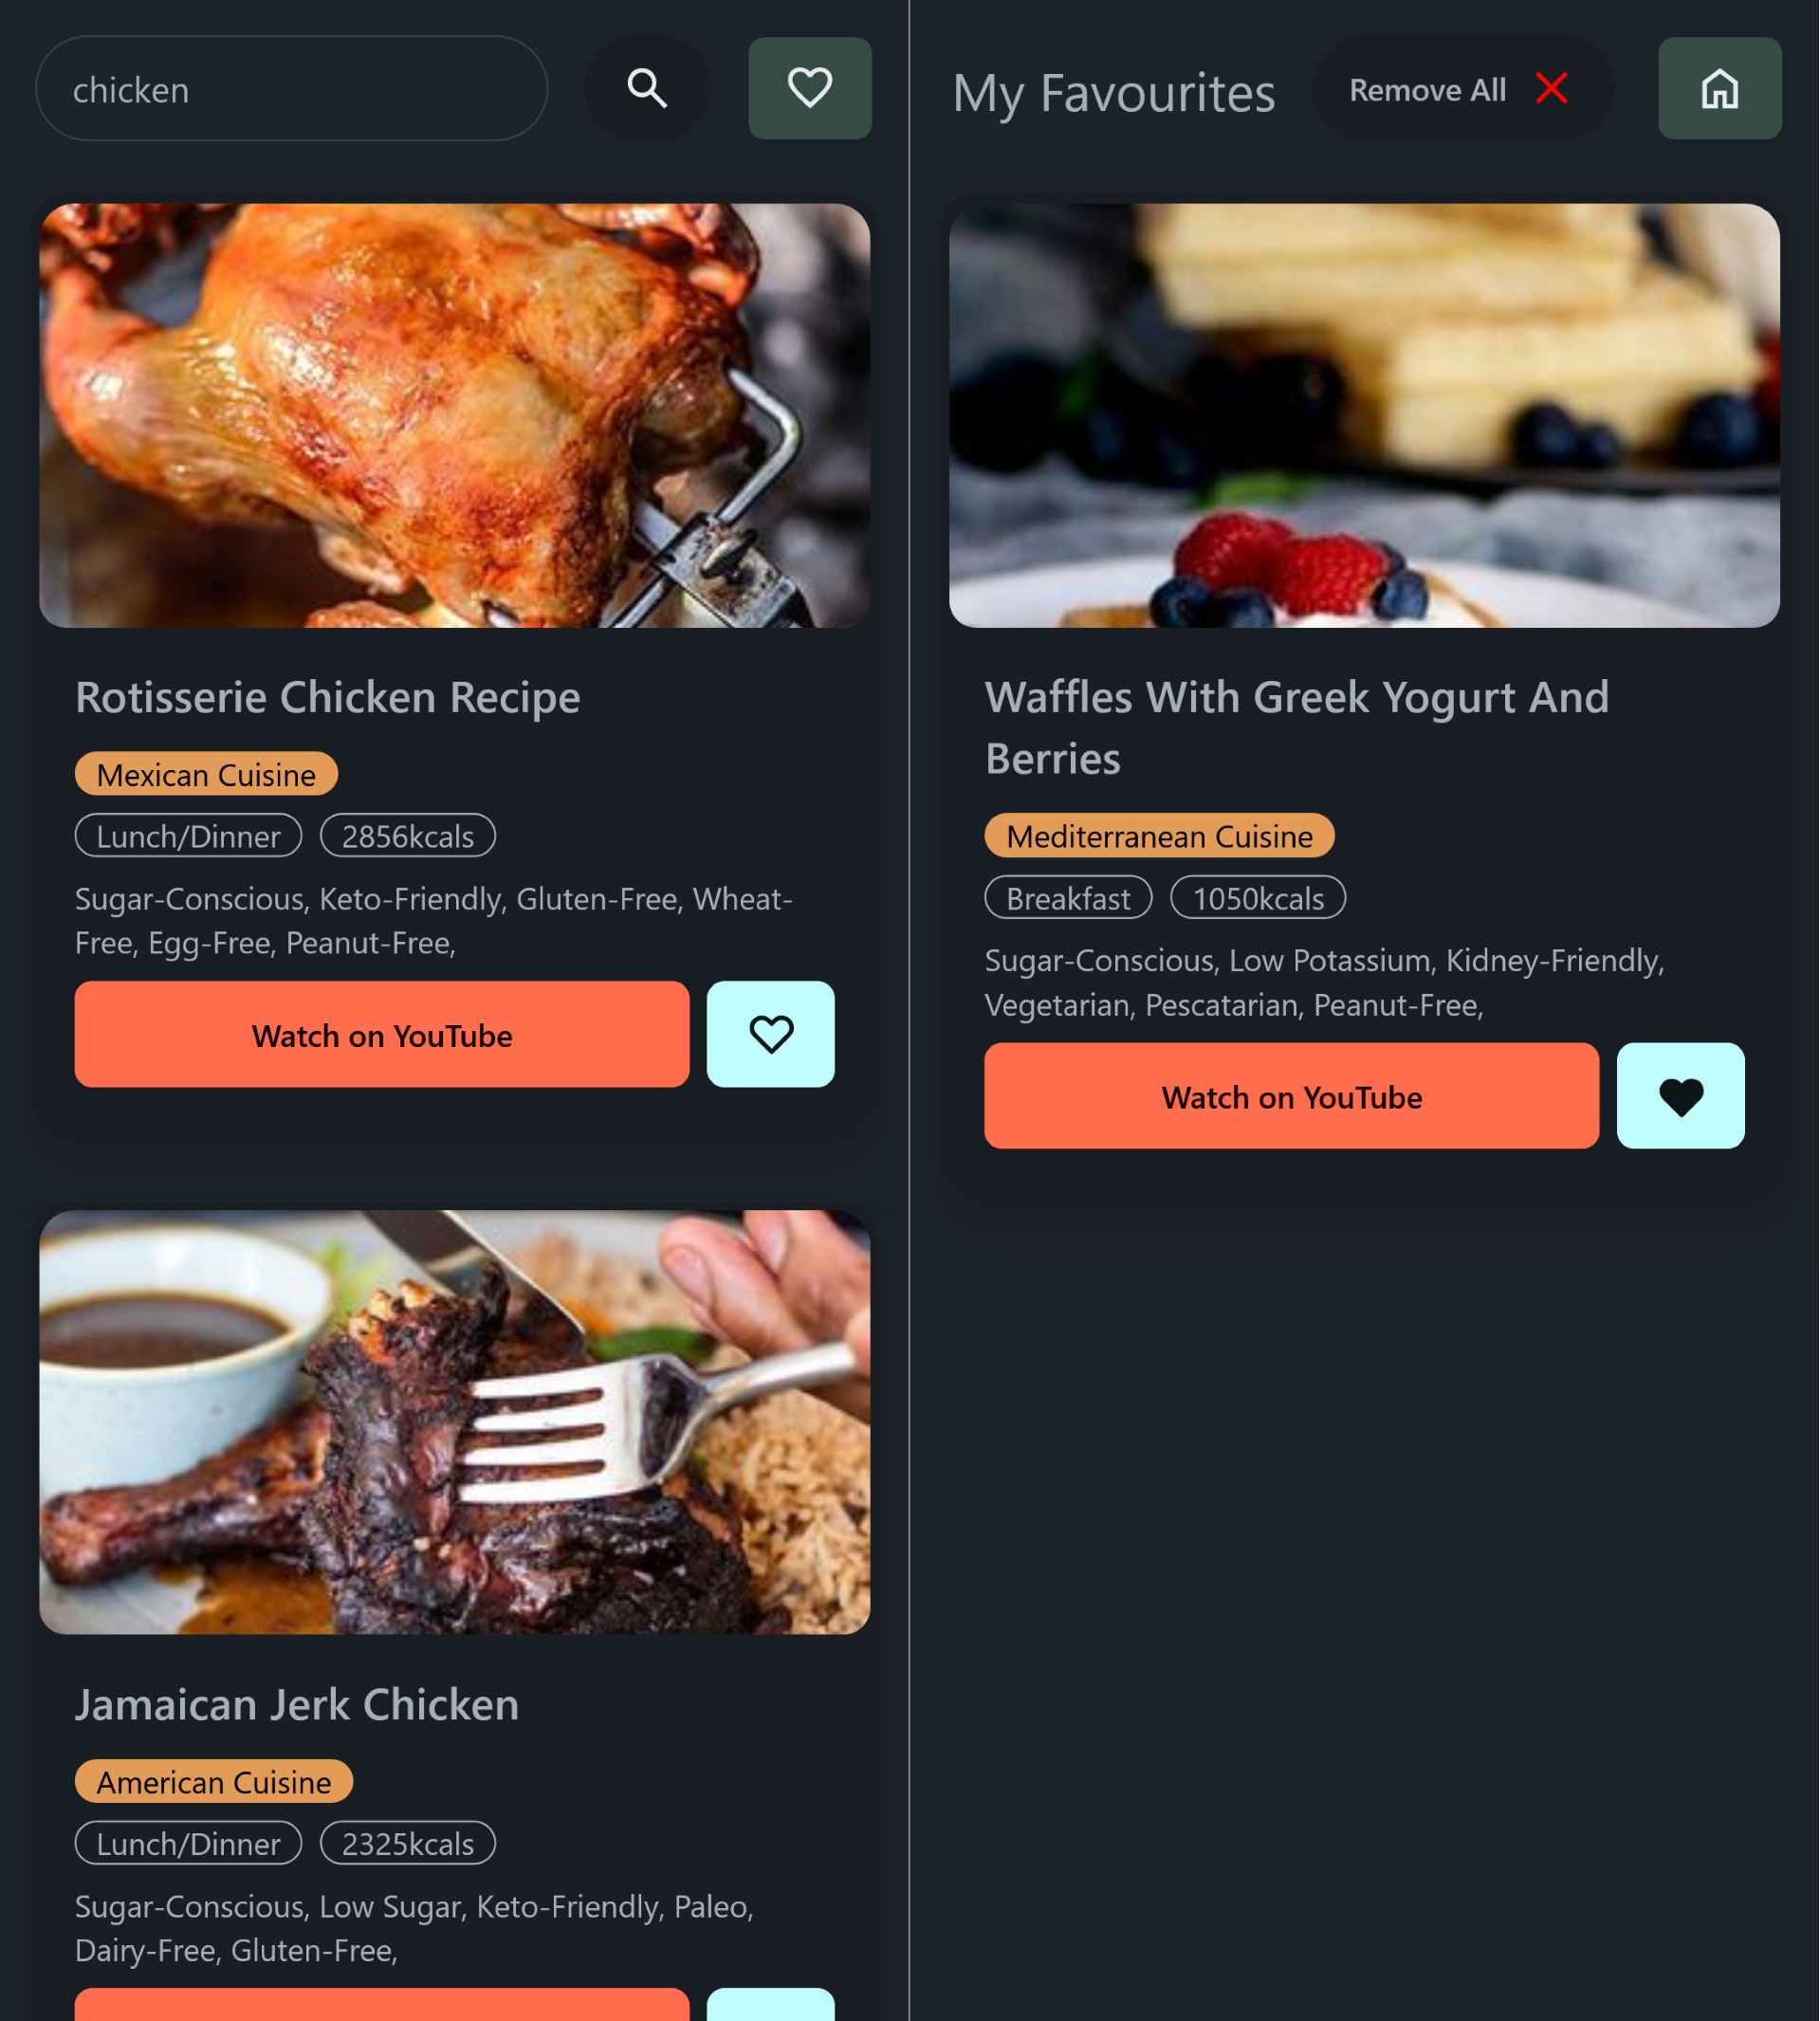 chicken
Rotisserie Chicken Recipe
Mexican Cuisine
Lunch/Dinner
2856kcals
Sugar-Conscious, Keto-Friendly, Gluten-Free, Wheat-
Free, Egg-Free, Peanut-Free,
Watch on YouTube
Jamaican Jerk Chicken
American Cuisine
Lunch/Dinner
2325kcals
Sugar-Conscious, Low Sugar, Keto-Friendly, Paleo,
Dairy-Free, Gluten-Free,
My Favourites
Remove All
Waffles With Greek Yogurt And
Berries
Mediterranean Cuisine
Breakfast
1050kcals
Sugar-Conscious, Low Potassium, Kidney-Friendly,
Vegetarian, Pescatarian, Peanut-Free,
Watch on YouTube